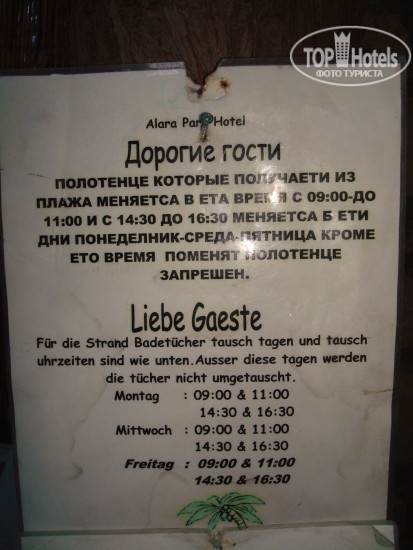 TOP Hotels
ФОТО ТУРИСТА
Alara Park Hotel
Дорогие гости
ПОЛОТЕНЦЕ КОТОРЫЕ ПОЛУЧАЕТИ ИЗ
ПЛАЖА МЕНЯЕТСА В ЕТА ВРЕМЯ С 09:00-ДО
11:00 И С 14:30 ДО 16:30 МЕНЯЕТСА Б ЕТИ
ДНИ ПОНЕДЕЛНИК-СРЕДА-ПЯТНИЦА КРОМЕ
ЕТО ВРЕМЯ ПОМЕНЯТ ПОЛОТЕНЦЕ
ЗАПРЕШЕН.
Liebe Gaeste
Für die Strand Badetücher tausch tagen und tausch
uhrzeiten sind wie unten.Ausser diese tagen werden
die tücher nicht umgetauscht.
Montag : 09:00 & 11:00
14:30 & 16:30
Mittwoch : 09:00 & 11:00
14:30 & 16:30
Freitag : 09:00 & 11:00
14:30 & 16:30